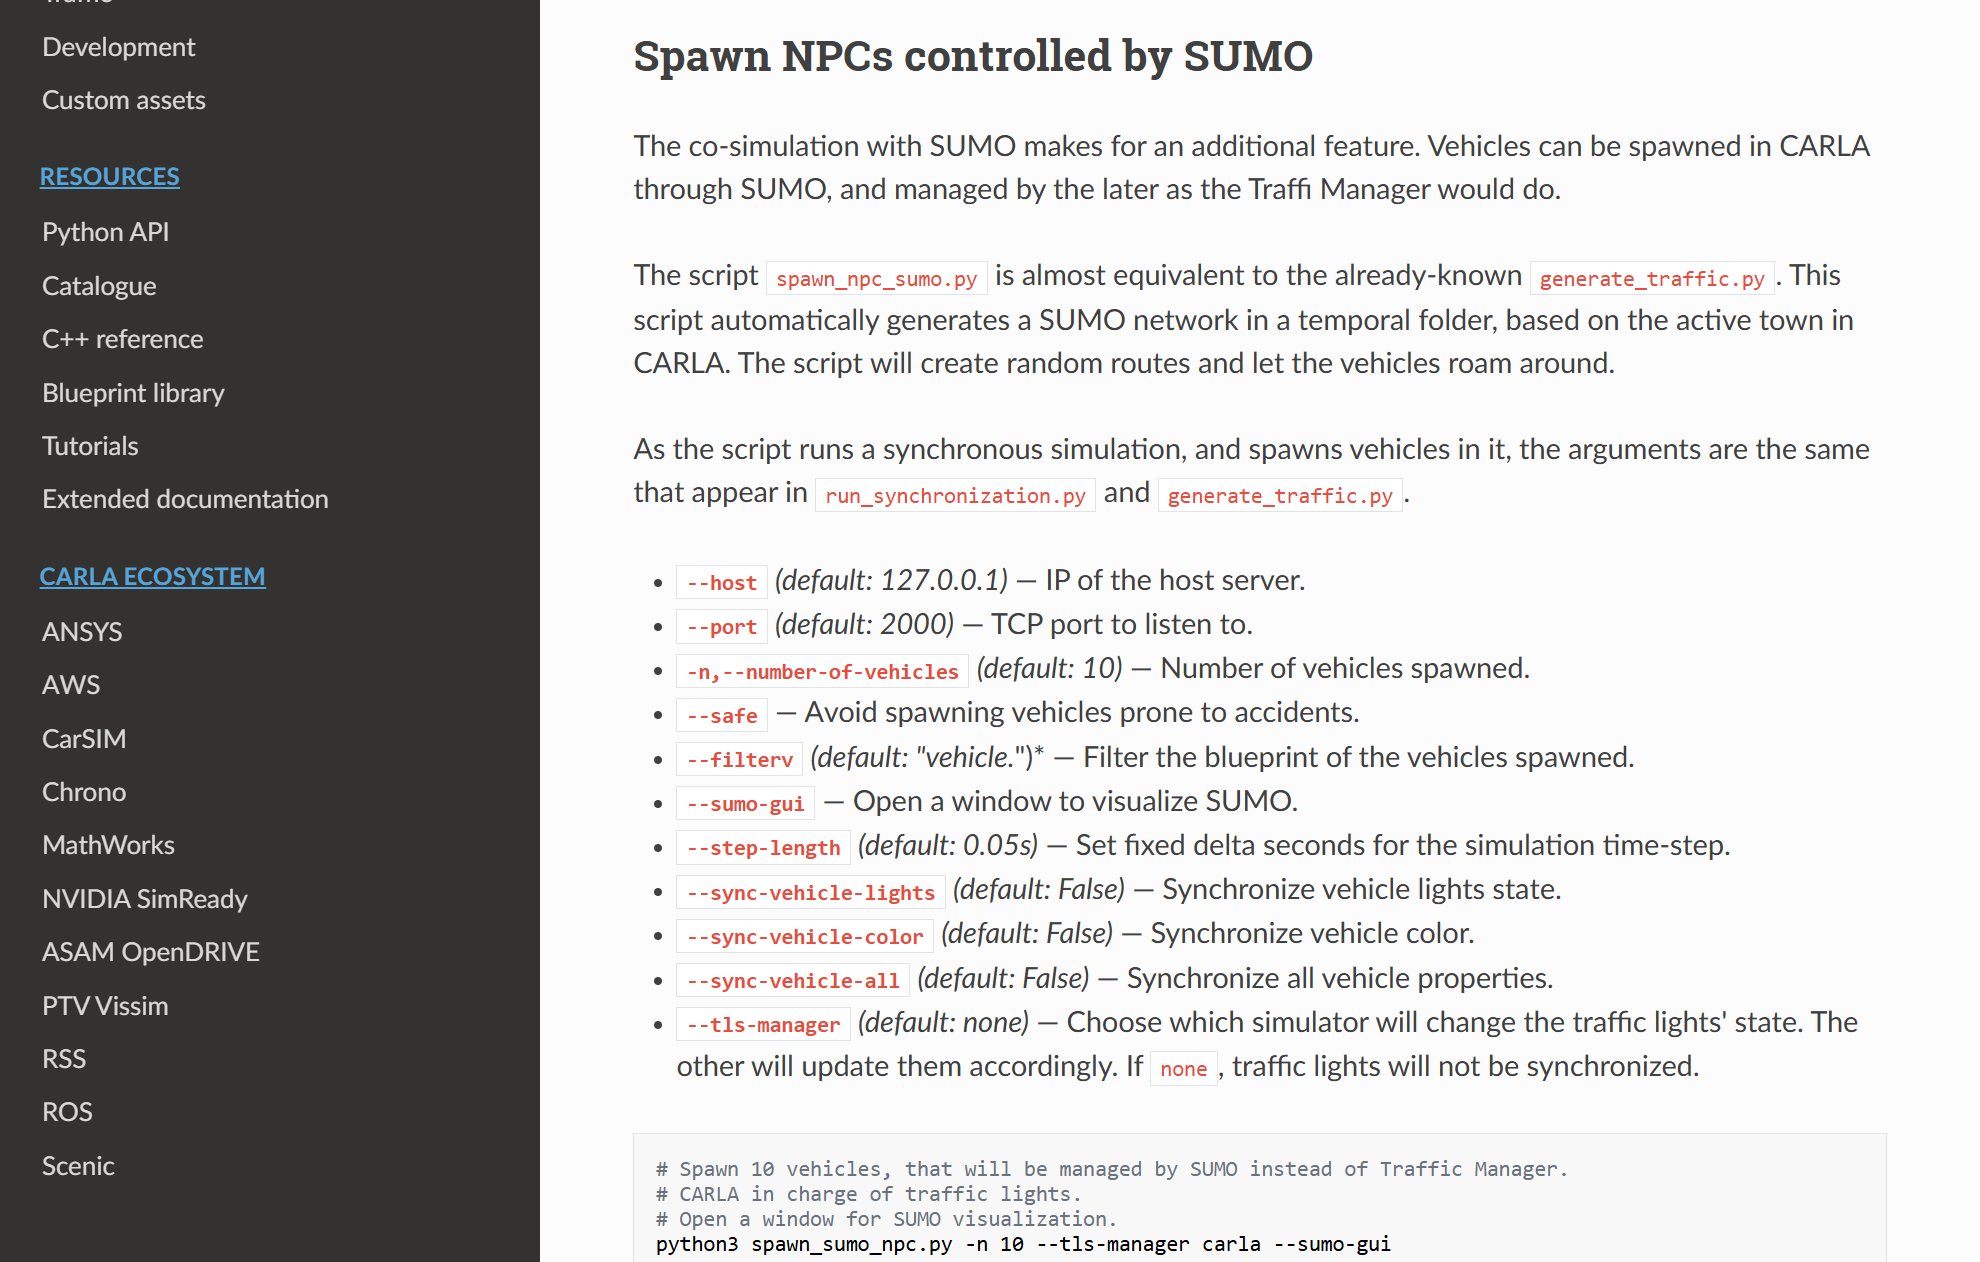 Development
Custom assets
RESOURCES
Python API
Catalogue
C++ reference
Blueprint library
Tutorials
Extended documentation
CARLA ECOSYSTEM
ANSYS
AWS
CarSIM
Chrono
MathWorks
NVIDIA SimReady
ASAM OpenDRIVE
PTV Vissim
RSS
ROS
Scenic
Spawn NPCs controlled by SUMO
The co-simulation with SUMO makes for an additional feature. Vehicles can be spawned in CARLA
through SUMO, and managed by the later as the Traffi Manager would do.
The script spawn_npc_sumo.py is almost equivalent to the already-known generate_traffic.py. This
script automatically generates a SUMO network in a temporal folder, based on the active town in
CARLA. The script will create random routes and let the vehicles roam around.
As the script runs a synchronous simulation, and spawns vehicles in it, the arguments are the same
that appear in run_synchronization.py and generate_traffic.py.
• --host (default: 127.0.0.1) — IP of the host server.
• --port (default: 2000) — TCP port to listen to.
• -n,--number-of-vehicles (default: 10) — Number of vehicles spawned.
• --safe — Avoid spawning vehicles prone to accidents.
• --filterv (default: "vehicle.")* — Filter the blueprint of the vehicles spawned.
• --sumo-gui — Open a window to visualize SUMO.
• --step-length (default: 0.05s) — Set fixed delta seconds for the simulation time-step.
• --sync-vehicle-lights (default: False) — Synchronize vehicle lights state.
• --sync-vehicle-color (default: False) — Synchronize vehicle color.
• --sync-vehicle-all (default: False) — Synchronize all vehicle properties.
• --tls-manager (default: none) — Choose which simulator will change the traffic lights' state. The
other will update them accordingly. If none, traffic lights will not be synchronized.
# Spawn 10 vehicles, that will be managed by SUMO instead of Traffic Manager.
# CARLA in charge of traffic lights.
# Open a window for SUMO visualization.
python3 spawn_sumo_npc.py -n 10 --tls-manager carla --sumo-gui